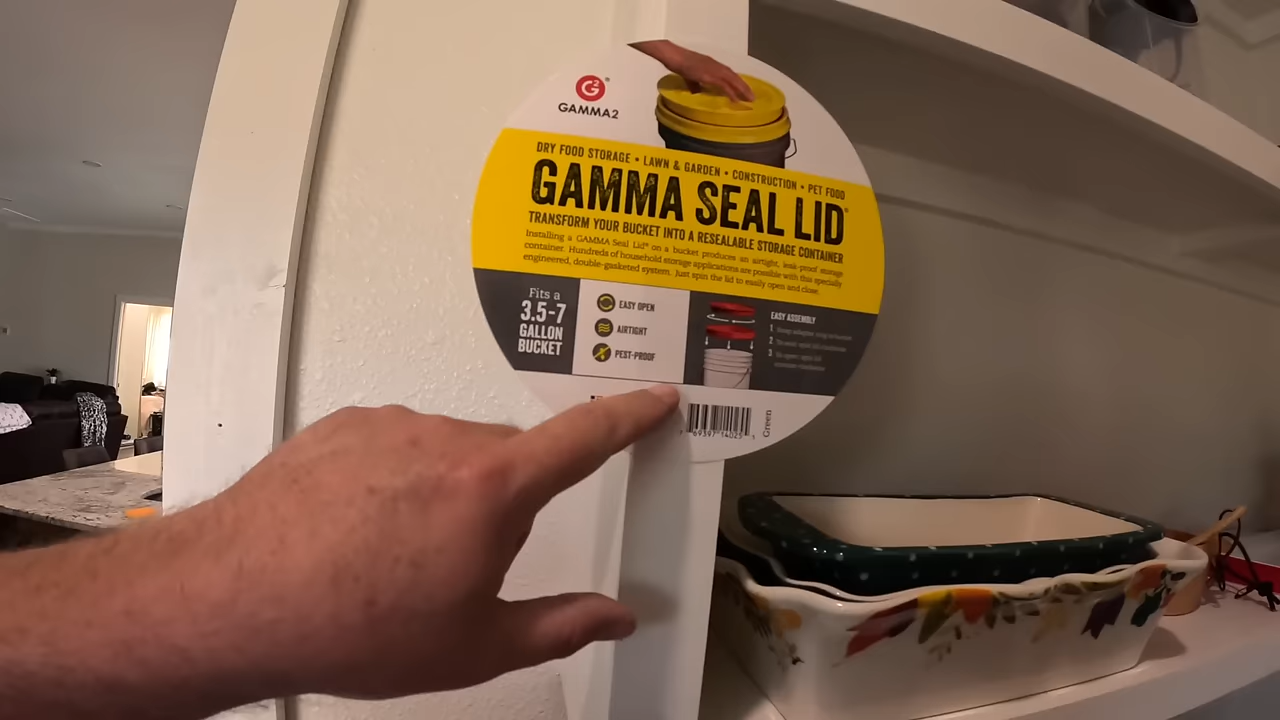 G2
GAMMA2
DRY FOOD STORAGE • LAWN & GARDEN • CONSTRUCTION • PET FOOD
GAMMA SEAL LID®
TRANSFORM YOUR BUCKET INTO A RESEALABLE STORAGE CONTAINER
Installing a GAMMA Seal Lid® on a bucket produces an airtight, leak-proof storage
container. Hundreds of household storage applications are possible with this specially
engineered, double-gasketed system. Just spin the lid to easily open and close.
Fits a
3.5-7
GALLON
BUCKET
EASY OPEN
AIRTIGHT
PEST-PROOF
EASY ASSEMBLY
1
2
3
Green